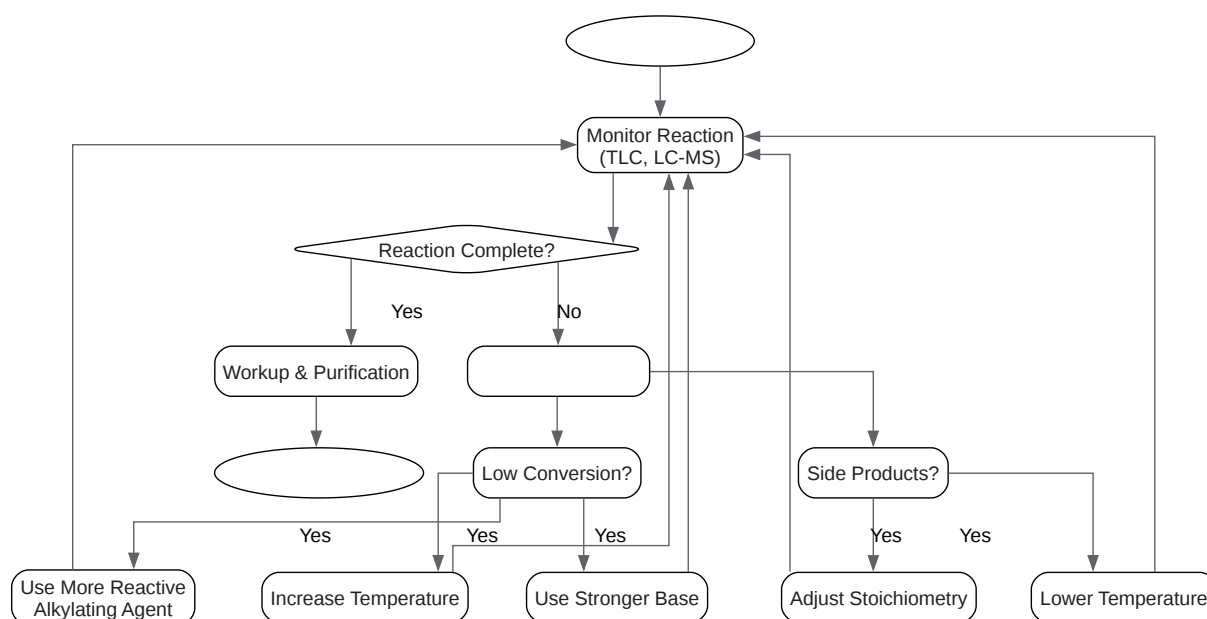 Monitor Reaction
(TLC, LC-MS)
Reaction Complete?
Yes
No
Workup & Purification
Low Conversion?
Side Products?
Yes
Yes
Yes
Yes
Yes
Use More Reactive
Alkylating Agent
Increase Temperature
Use Stronger Base
Adjust Stoichiometry
Lower Temperature